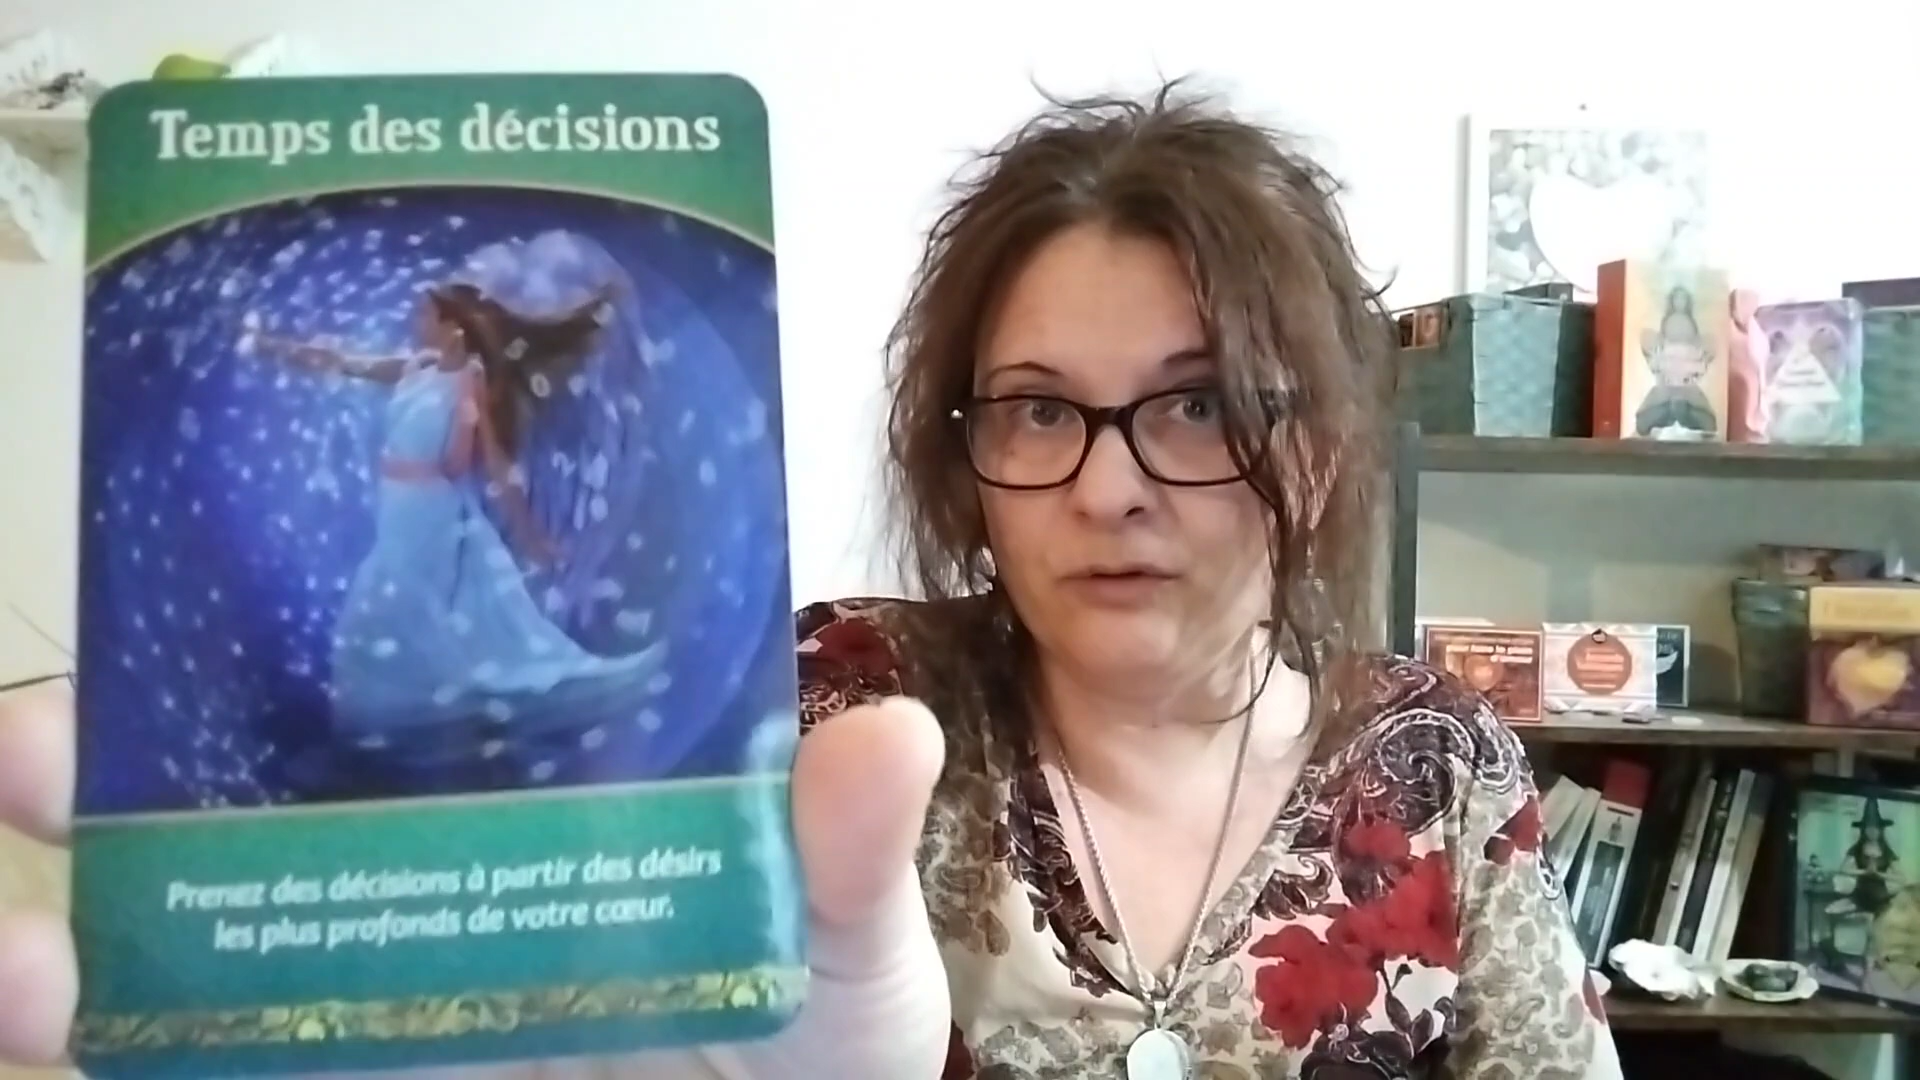 Temps des décisions
Prenez des décisions à partir des désirs
les plus profonds de votre cœur.